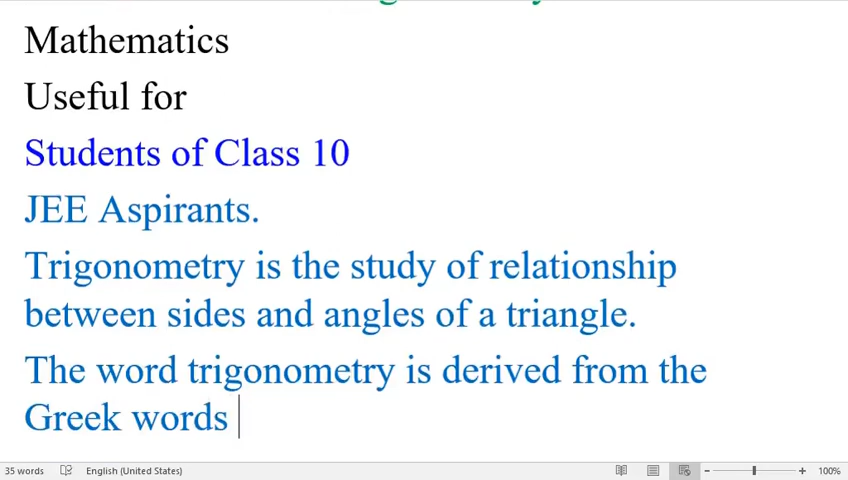 Mathematics
Useful for
Students of Class 10
JEE Aspirants.
Trigonometry is the study of relationship
between sides and angles of a triangle.
The word trigonometry is derived from the
Greek words
35 words English (United States) 100%